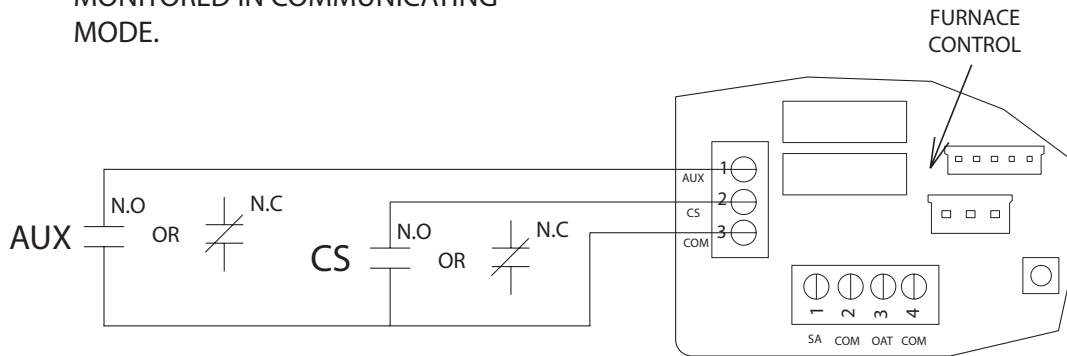 MONITORED IN COMMUNICATING
MODE.
FURNACE
CONTROL
AUX
N.O
OR
N.C
CS
N.O
OR
N.C
AUX 1
CS 2
COM 3
1 2 3 4
SA COM OAT COM